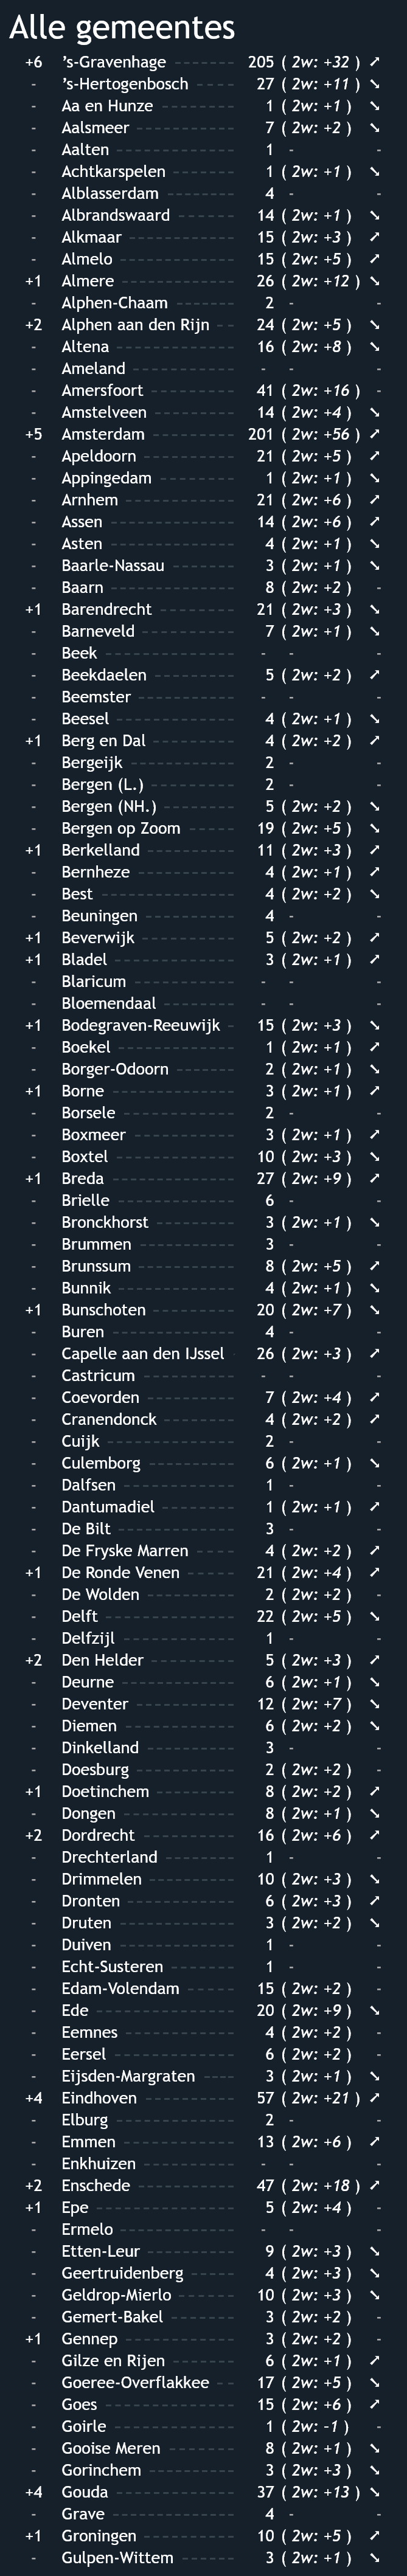 Alle gemeentes
+6 ’s-Gravenhage 205 ( 2w: +32 ) ➚
- ’s-Hertogenbosch 27 ( 2w: +11 ) ➘
- Aa en Hunze 1 ( 2w: +1 ) ➘
- Aalsmeer 7 ( 2w: +2 ) ➘
- Aalten 1 - -
- Achtkarspelen 1 ( 2w: +1 ) ➘
- Alblasserdam 4 - -
- Albrandswaard 14 ( 2w: +1 ) ➘
- Alkmaar 15 ( 2w: +3 ) ➚
- Almelo 15 ( 2w: +5 ) ➚
+1 Almere 26 ( 2w: +12 ) ➘
- Alphen-Chaam 2 - -
+2 Alphen aan den Rijn 24 ( 2w: +5 ) ➘
- Altena 16 ( 2w: +8 ) ➘
- Ameland - - -
- Amersfoort 41 ( 2w: +16 ) -
- Amstelveen 14 ( 2w: +4 ) ➘
+5 Amsterdam 201 ( 2w: +56 ) ➚
- Apeldoorn 21 ( 2w: +5 ) ➚
- Appingedam 1 ( 2w: +1 ) ➘
- Arnhem 21 ( 2w: +6 ) ➚
- Assen 14 ( 2w: +6 ) ➚
- Asten 4 ( 2w: +1 ) ➘
- Baarle-Nassau 3 ( 2w: +1 ) ➘
- Baarn 8 ( 2w: +2 ) -
+1 Barendrecht 21 ( 2w: +3 ) ➘
- Barneveld 7 ( 2w: +1 ) ➘
- Beek - - -
- Beekdaelen 5 ( 2w: +2 ) ➚
- Beemster - - -
- Beesel 4 ( 2w: +1 ) ➘
+1 Berg en Dal 4 ( 2w: +2 ) ➚
- Bergeijk 2 - -
- Bergen (L.) 2 - -
- Bergen (NH.) 5 ( 2w: +2 ) ➘
- Bergen op Zoom 19 ( 2w: +5 ) ➘
+1 Berkelland 11 ( 2w: +3 ) ➚
- Bernheze 4 ( 2w: +1 ) ➚
- Best 4 ( 2w: +2 ) ➘
- Beuningen 4 - -
+1 Beverwijk 5 ( 2w: +2 ) ➚
+1 Bladel 3 ( 2w: +1 ) ➚
- Blaricum - - -
- Bloemendaal - - -
+1 Bodegraven-Reeuwijk 15 ( 2w: +3 ) ➘
- Boekel 1 ( 2w: +1 ) ➚
- Borger-Odoorn 2 ( 2w: +1 ) ➘
+1 Borne 3 ( 2w: +1 ) ➚
- Borsele 2 - -
- Boxmeer 3 ( 2w: +1 ) ➚
- Boxtel 10 ( 2w: +3 ) ➘
+1 Breda 27 ( 2w: +9 ) ➚
- Brielle 6 - -
- Bronckhorst 3 ( 2w: +1 ) ➘
- Brummen 3 - -
- Brunssum 8 ( 2w: +5 ) ➚
- Bunnik 4 ( 2w: +1 ) ➘
+1 Bunschoten 20 ( 2w: +7 ) ➘
- Buren 4 - -
- Capelle aan den IJssel 26 ( 2w: +3 ) ➚
- Castricum - - -
- Coevorden 7 ( 2w: +4 ) ➚
- Cranendonck 4 ( 2w: +2 ) ➚
- Cuijk 2 - -
- Culemborg 6 ( 2w: +1 ) ➘
- Dalfsen 1 - -
- Dantumadiel 1 ( 2w: +1 ) ➚
- De Bilt 3 - -
- De Fryske Marren 4 ( 2w: +2 ) ➚
+1 De Ronde Venen 21 ( 2w: +4 ) ➚
- De Wolden 2 ( 2w: +2 ) -
- Delft 22 ( 2w: +5 ) ➘
- Delfzijl 1 - -
+2 Den Helder 5 ( 2w: +3 ) ➚
- Deurne 6 ( 2w: +1 ) ➘
- Deventer 12 ( 2w: +7 ) ➘
- Diemen 6 ( 2w: +2 ) ➘
- Dinkelland 3 - -
- Doesburg 2 ( 2w: +2 ) -
+1 Doetinchem 8 ( 2w: +2 ) ➚
- Dongen 8 ( 2w: +1 ) ➘
+2 Dordrecht 16 ( 2w: +6 ) ➚
- Drechterland 1 - -
- Drimmelen 10 ( 2w: +3 ) ➘
- Dronten 6 ( 2w: +3 ) ➚
- Druten 3 ( 2w: +2 ) ➘
- Duiven 1 - -
- Echt-Susteren 1 - -
- Edam-Volendam 15 ( 2w: +2 ) -
- Ede 20 ( 2w: +9 ) ➘
- Eemnes 4 ( 2w: +2 ) -
- Eersel 6 ( 2w: +2 ) -
- Eijsden-Margraten 3 ( 2w: +1 ) ➘
+4 Eindhoven 57 ( 2w: +21 ) ➚
- Elburg 2 - -
- Emmen 13 ( 2w: +6 ) ➚
- Enkhuizen - - -
+2 Enschede 47 ( 2w: +18 ) ➚
+1 Epe 5 ( 2w: +4 ) -
- Ermelo - - -
- Etten-Leur 9 ( 2w: +3 ) ➘
- Geertruidenberg 4 ( 2w: +3 ) ➘
- Geldrop-Mierlo 10 ( 2w: +3 ) ➘
- Gemert-Bakel 3 ( 2w: +2 ) -
+1 Gennep 3 ( 2w: +2 ) -
- Gilze en Rijen 6 ( 2w: +1 ) ➚
- Goeree-Overflakkee 17 ( 2w: +5 ) ➘
- Goes 15 ( 2w: +6 ) ➚
- Goirle 1 ( 2w: -1 ) -
- Gooise Meren 8 ( 2w: +1 ) ➘
- Gorinchem 3 ( 2w: +3 ) ➘
+4 Gouda 37 ( 2w: +13 ) ➘
- Grave 4 - -
+1 Groningen 10 ( 2w: +5 ) ➚
- Gulpen-Wittem 3 ( 2w: +1 ) ➘